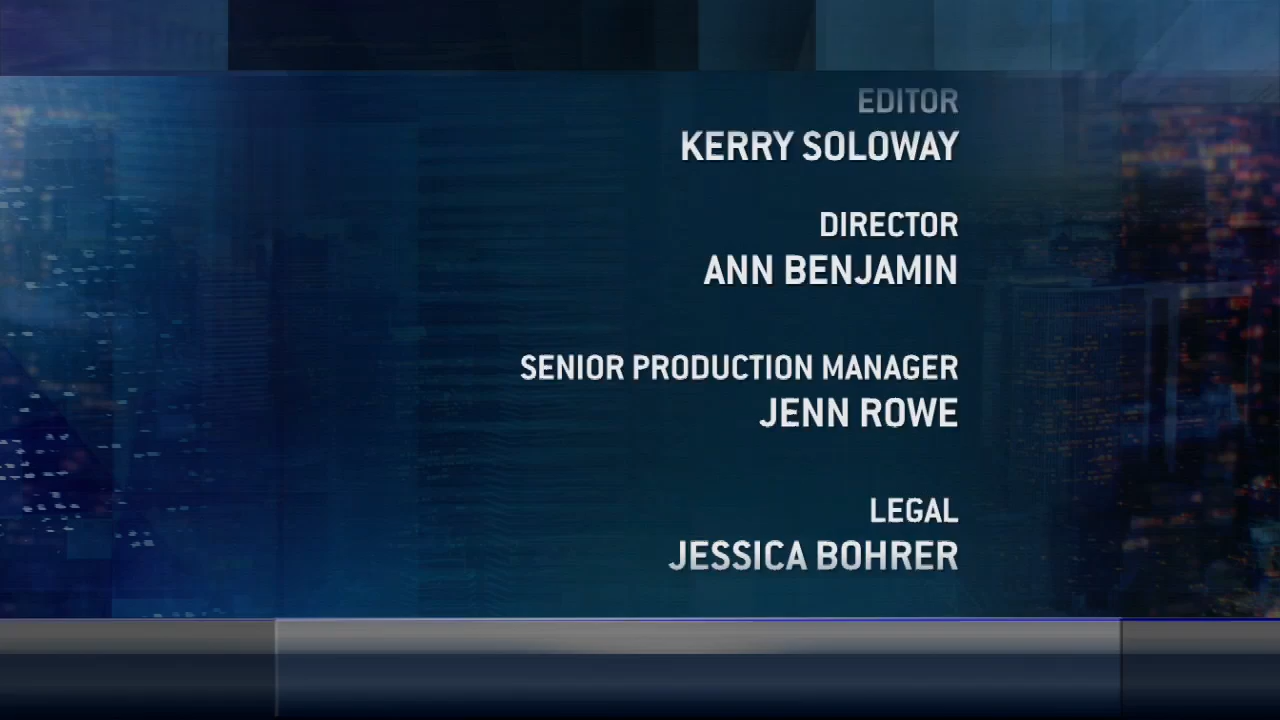 EDITOR
KERRY SOLOWAY
DIRECTOR
ANN BENJAMIN
SENIOR PRODUCTION MANAGER
JENN ROWE
LEGAL
JESSICA BOHRER